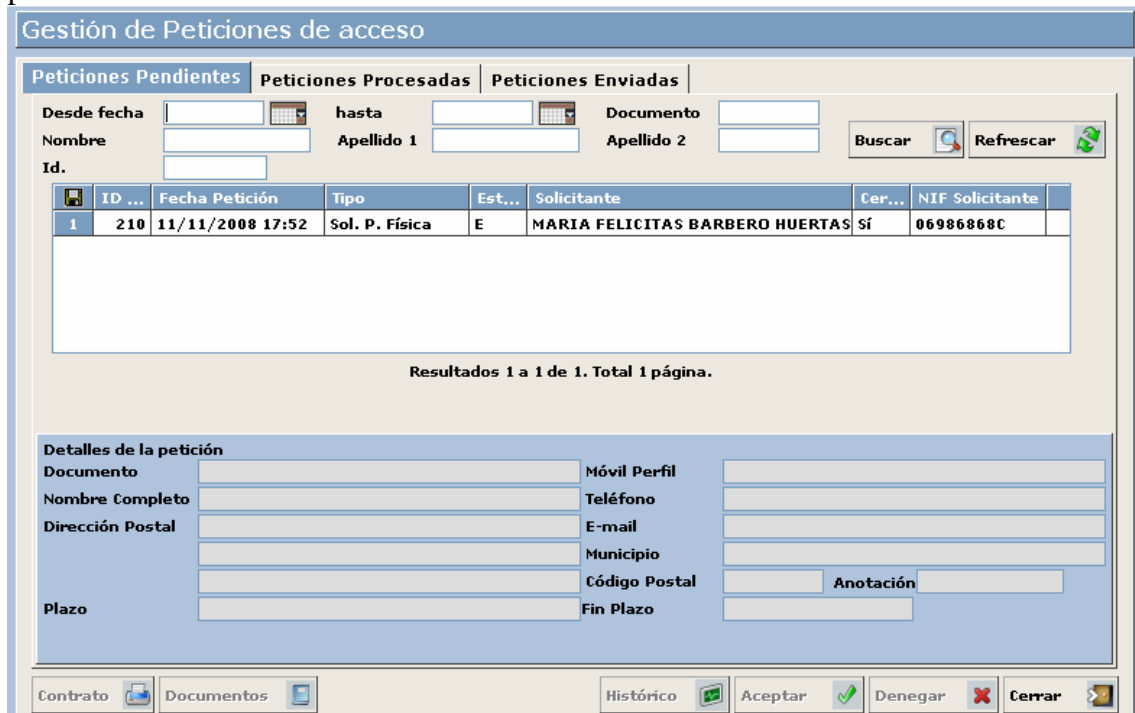 Gestión de Peticiones de acceso
Peticiones Pendientes Peticiones Procesadas Peticiones Enviadas
Desde fecha hasta Documento
Nombre Apellido 1 Apellido 2 Buscar Refrescar
Id.
ID ... Fecha Petición Tipo Est... Solicitante Cer... NIF Solicitante
1 210 11/11/2008 17:52 Sol. P. Física E MARIA FELICITAS BARBERO HUERTAS Sí 06986868C
Resultados 1 a 1 de 1. Total 1 página.
Detalles de la petición
Documento Móvil Perfil
Nombre Completo Teléfono
Dirección Postal E-mail
Municipio
Código Postal Anotación
Plazo Fin Plazo
Contrato Documentos Histórico Aceptar Denegar Cerrar